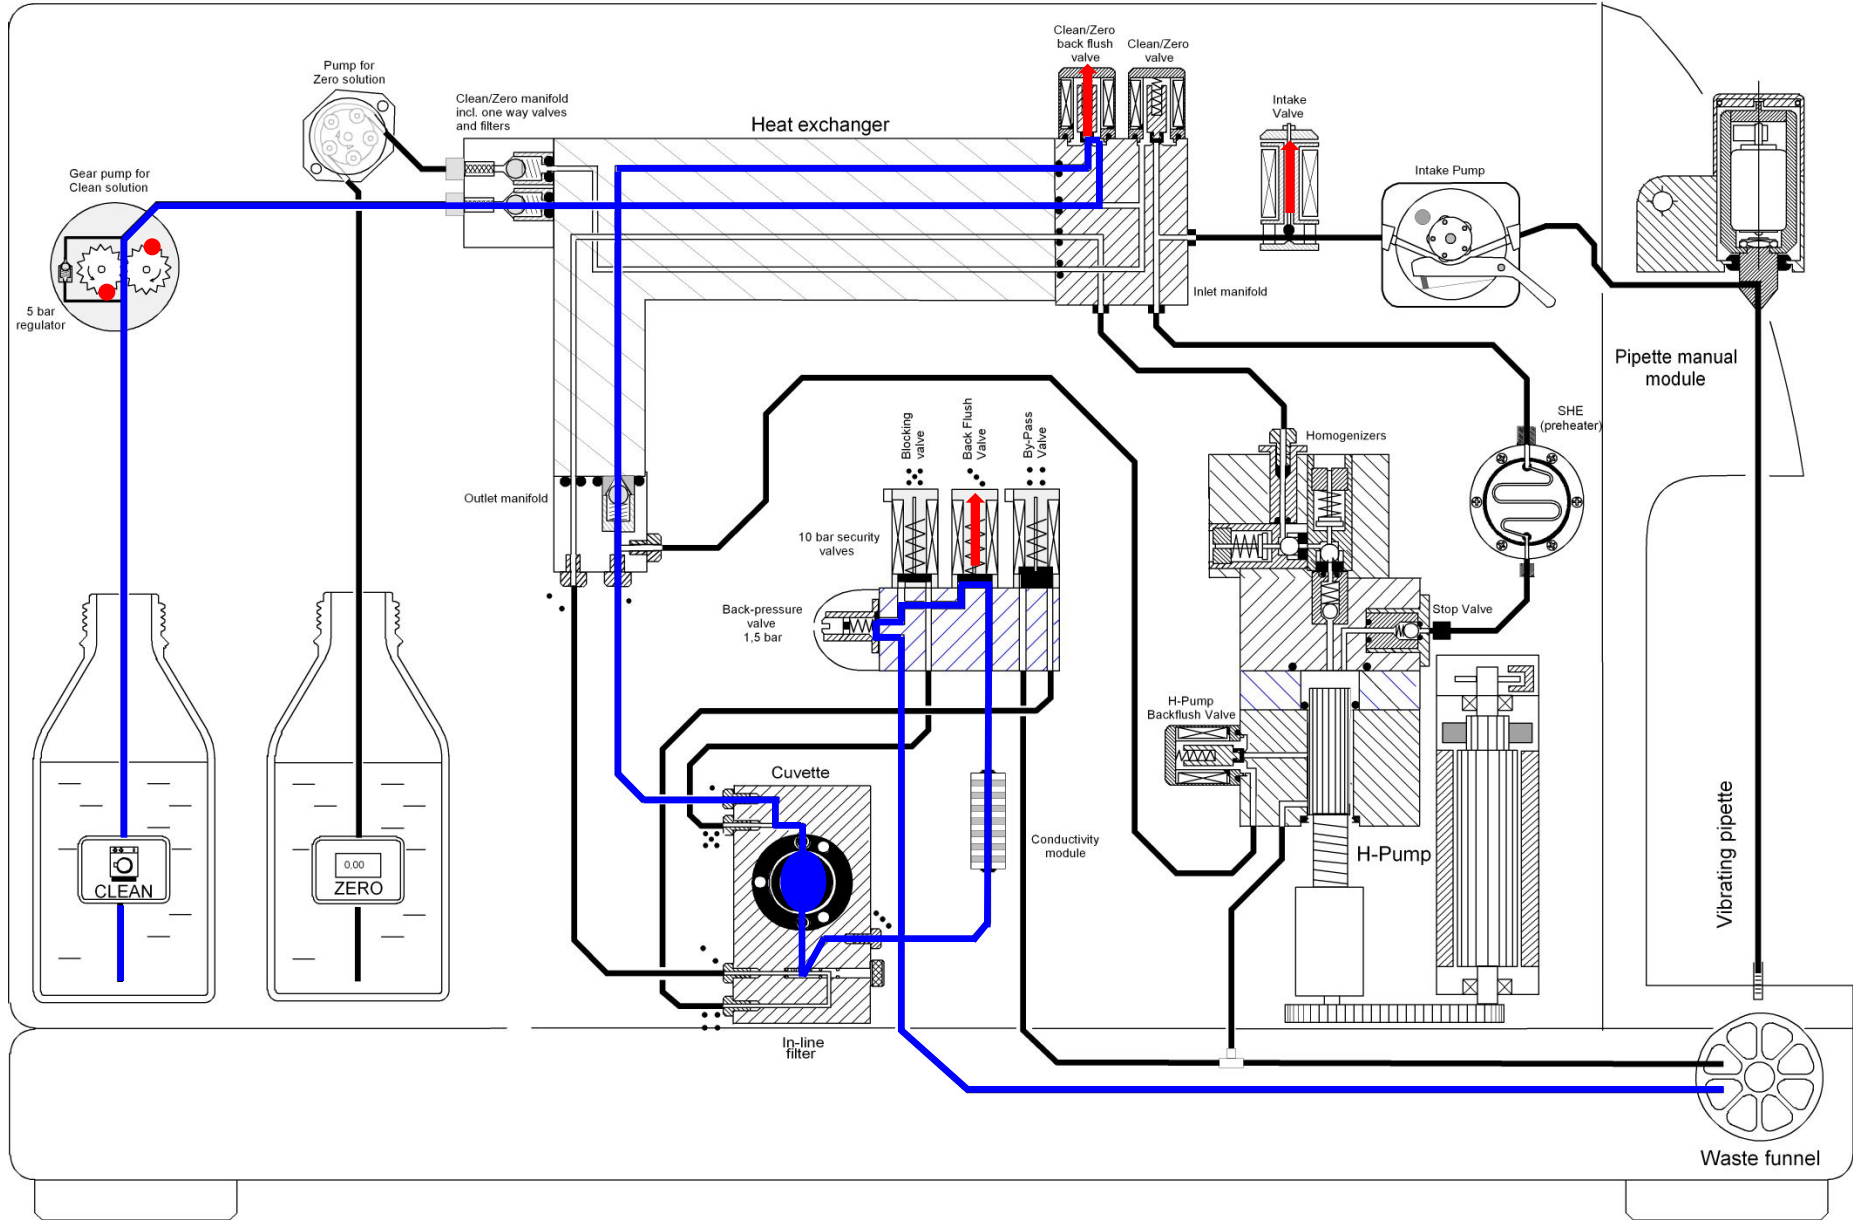 Clean/Zero
back flush
valve
Clean/Zero
valve
Pump for
Zero solution
Clean/Zero manifold
incl. one way valves
and filters
Heat exchanger
Intake
Valve
Gear pump for
Clean solution
Intake Pump
5 bar
regulator
Inlet manifold
Pipette manual
module
Blocking
valve
Back Flush
Valve
By-Pass
Valve
SHE
(preheater)
Homogenizers
Outlet manifold
10 bar security
valves
Back-pressure
valve
1,5 bar
Stop Valve
H-Pump
Backflush Valve
Cuvette
Conductivity
module
H-Pump
Vibrating pipette
CLEAN
0,00
ZERO
In-line
filter
Waste funnel